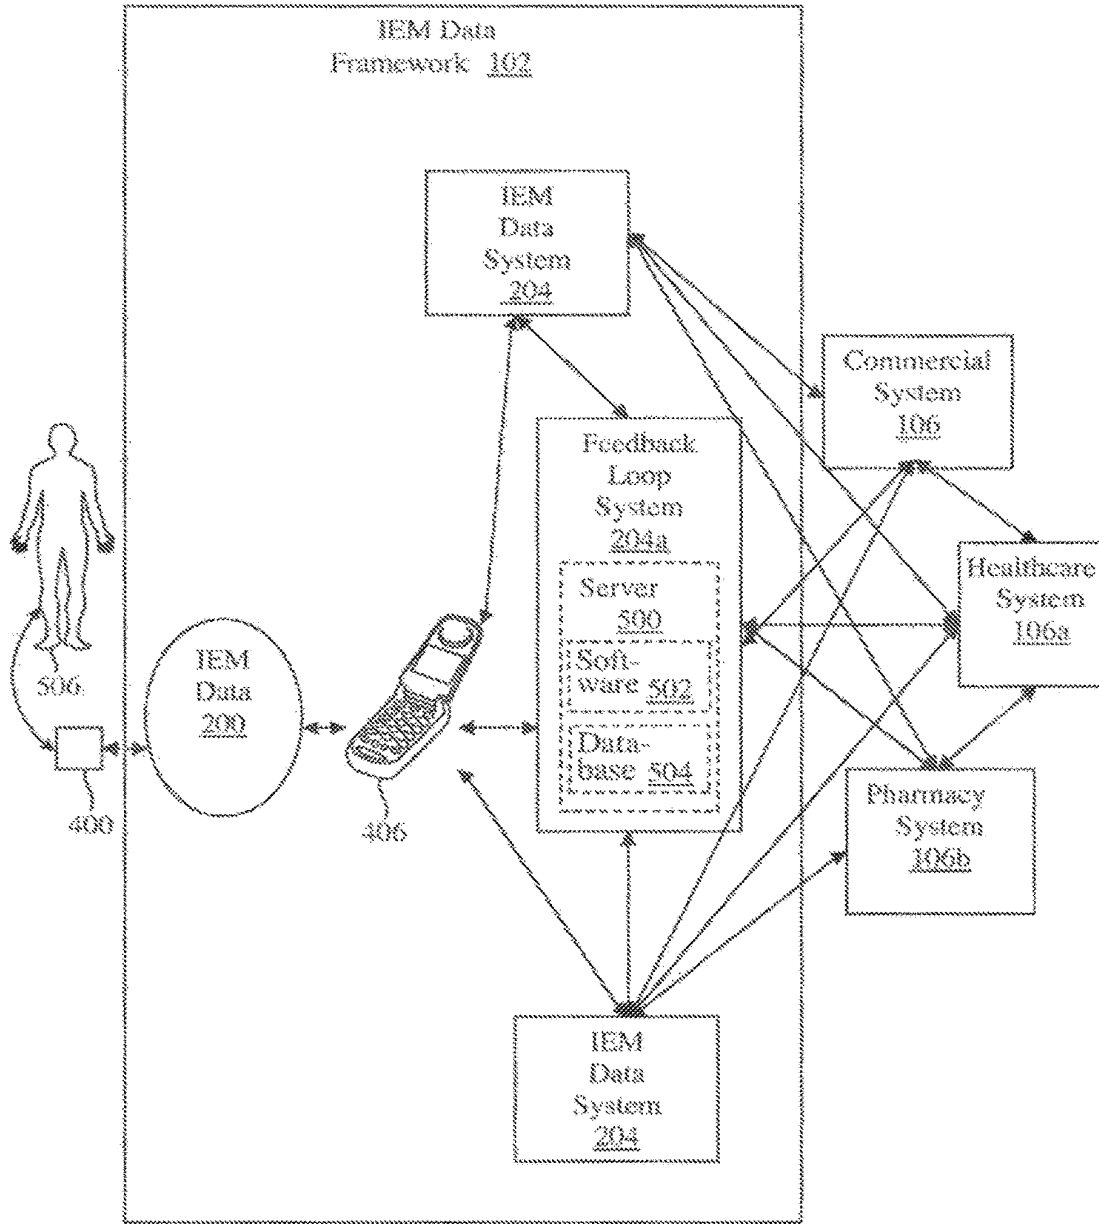 IEM Data
Framework 102
IEM
Data
System
204
Commercial
System
106
Feedback
Loop
System
204a
Healthcare
System
106a
Server
500
Soft-
ware 502
Data-
base 504
IEM
Data
200
506
400
406
Pharmacy
System
106b
IEM
Data
System
204